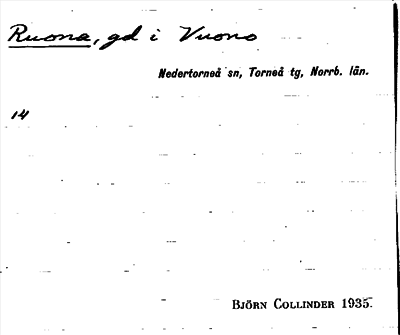 Ruona, gd i Vuono
Nedertorneå sn, Torneå tg, Norrb. län.
14
BJÖRN COLLINDER 1935.